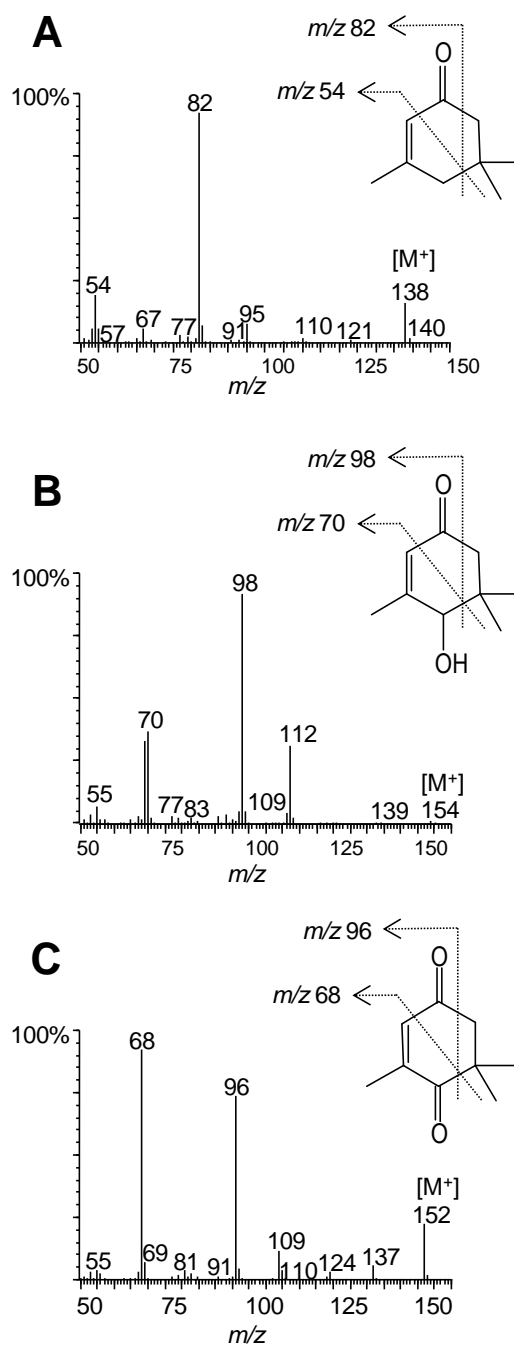 A
m/z 82
O
m/z 54
100%
82
[M⁺]
54
138
67
95
57
77
91
110
121
140
50 75 100 125 150
m/z
B
m/z 98
O
m/z 70
100%
98
OH
70
112
[M⁺]
55
77
83
109
139
154
50 75 100 125 150
m/z
C
m/z 96
O
m/z 68
100%
68
96
O
[M⁺]
152
109
55
69
81
91
110
124
137
50 75 100 125 150
m/z